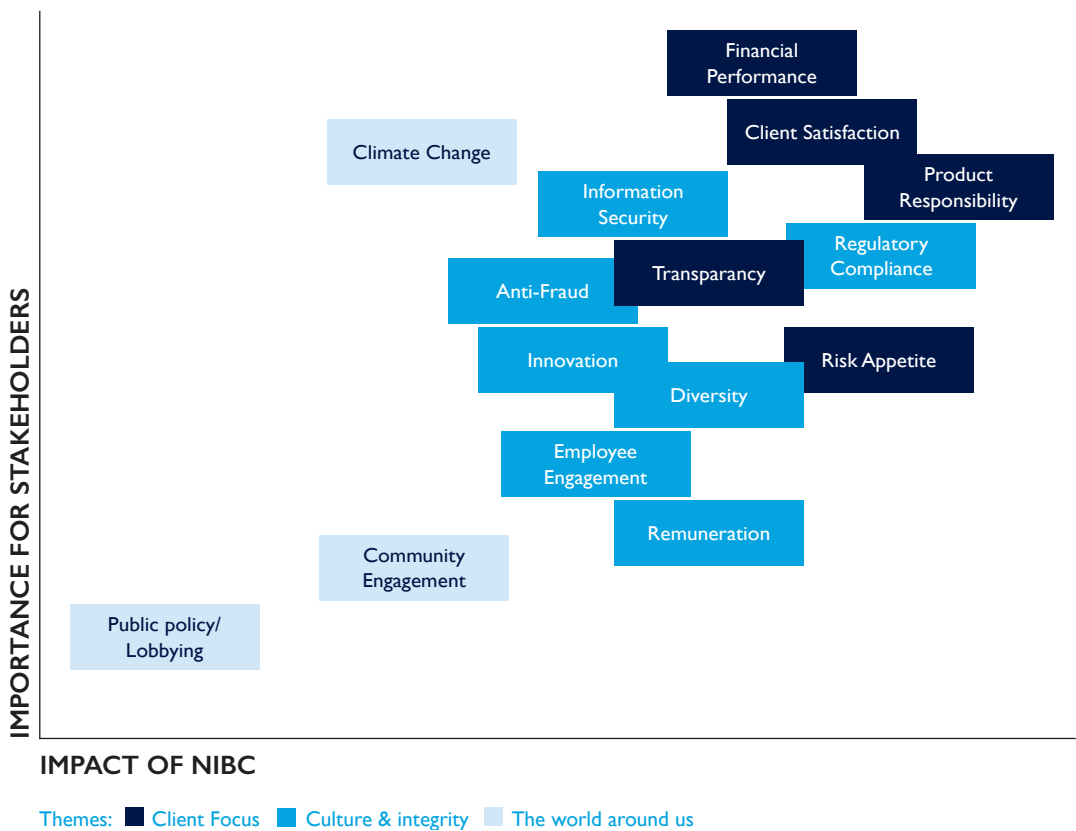 Financial
Performance
Client Satisfaction
Climate Change
Product
Responsibility
Information
Security
Regulatory
Compliance
Transparancy
Anti-Fraud
Innovation
Risk Appetite
Diversity
Employee
Engagement
Remuneration
Community
Engagement
Public policy/
Lobbying
IMPORTANCE FOR STAKEHOLDERS
IMPACT OF NIBC
Themes: Client Focus Culture & integrity The world around us